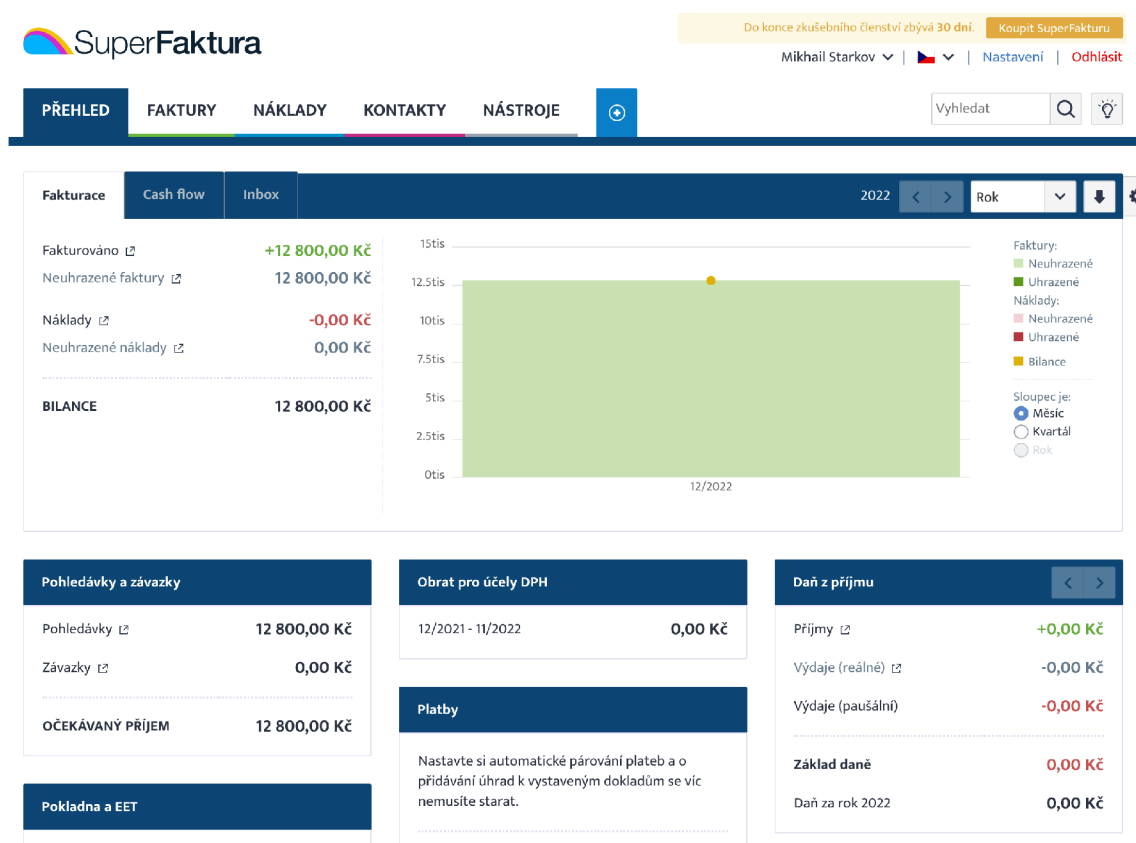 SuperFaktura
Do konce zkušebního členství zbývá 30 dní.
Koupit SuperFakturu
Mikhail Starkov
Nastavení
Odhlásit
PŘEHLED
FAKTURY
NÁKLADY
KONTAKTY
NÁSTROJE
Vyhledat
Fakturace
Cash flow
Inbox
2022
Rok
Fakturováno +12 800,00 Kč
Neuhrazené faktury 12 800,00 Kč
Náklady -0,00 Kč
Neuhrazené náklady 0,00 Kč
BILANCE 12 800,00 Kč
15tis
12.5tis
10tis
7.5tis
5tis
2.5tis
0tis
12/2022
Faktury:
Neuhrazené
Uhrazené
Náklady:
Neuhrazené
Uhrazené
Bilance
Sloupec je:
Měsíc
Kvartál
Rok
Pohledávky a závazky
Pohledávky 12 800,00 Kč
Závazky 0,00 Kč
OČEKÁVANÝ PŘÍJEM 12 800,00 Kč
Pokladna a EET
Obrat pro účely DPH
12/2021 - 11/2022 0,00 Kč
Platby
Nastavte si automatické párování plateb a o
přidávání úhrad k vystaveným dokladům se víc
nemusíte starat.
Daň z příjmu
Příjmy +0,00 Kč
Výdaje (reálné) -0,00 Kč
Výdaje (paušální) -0,00 Kč
Základ daně 0,00 Kč
Daň za rok 2022 0,00 Kč